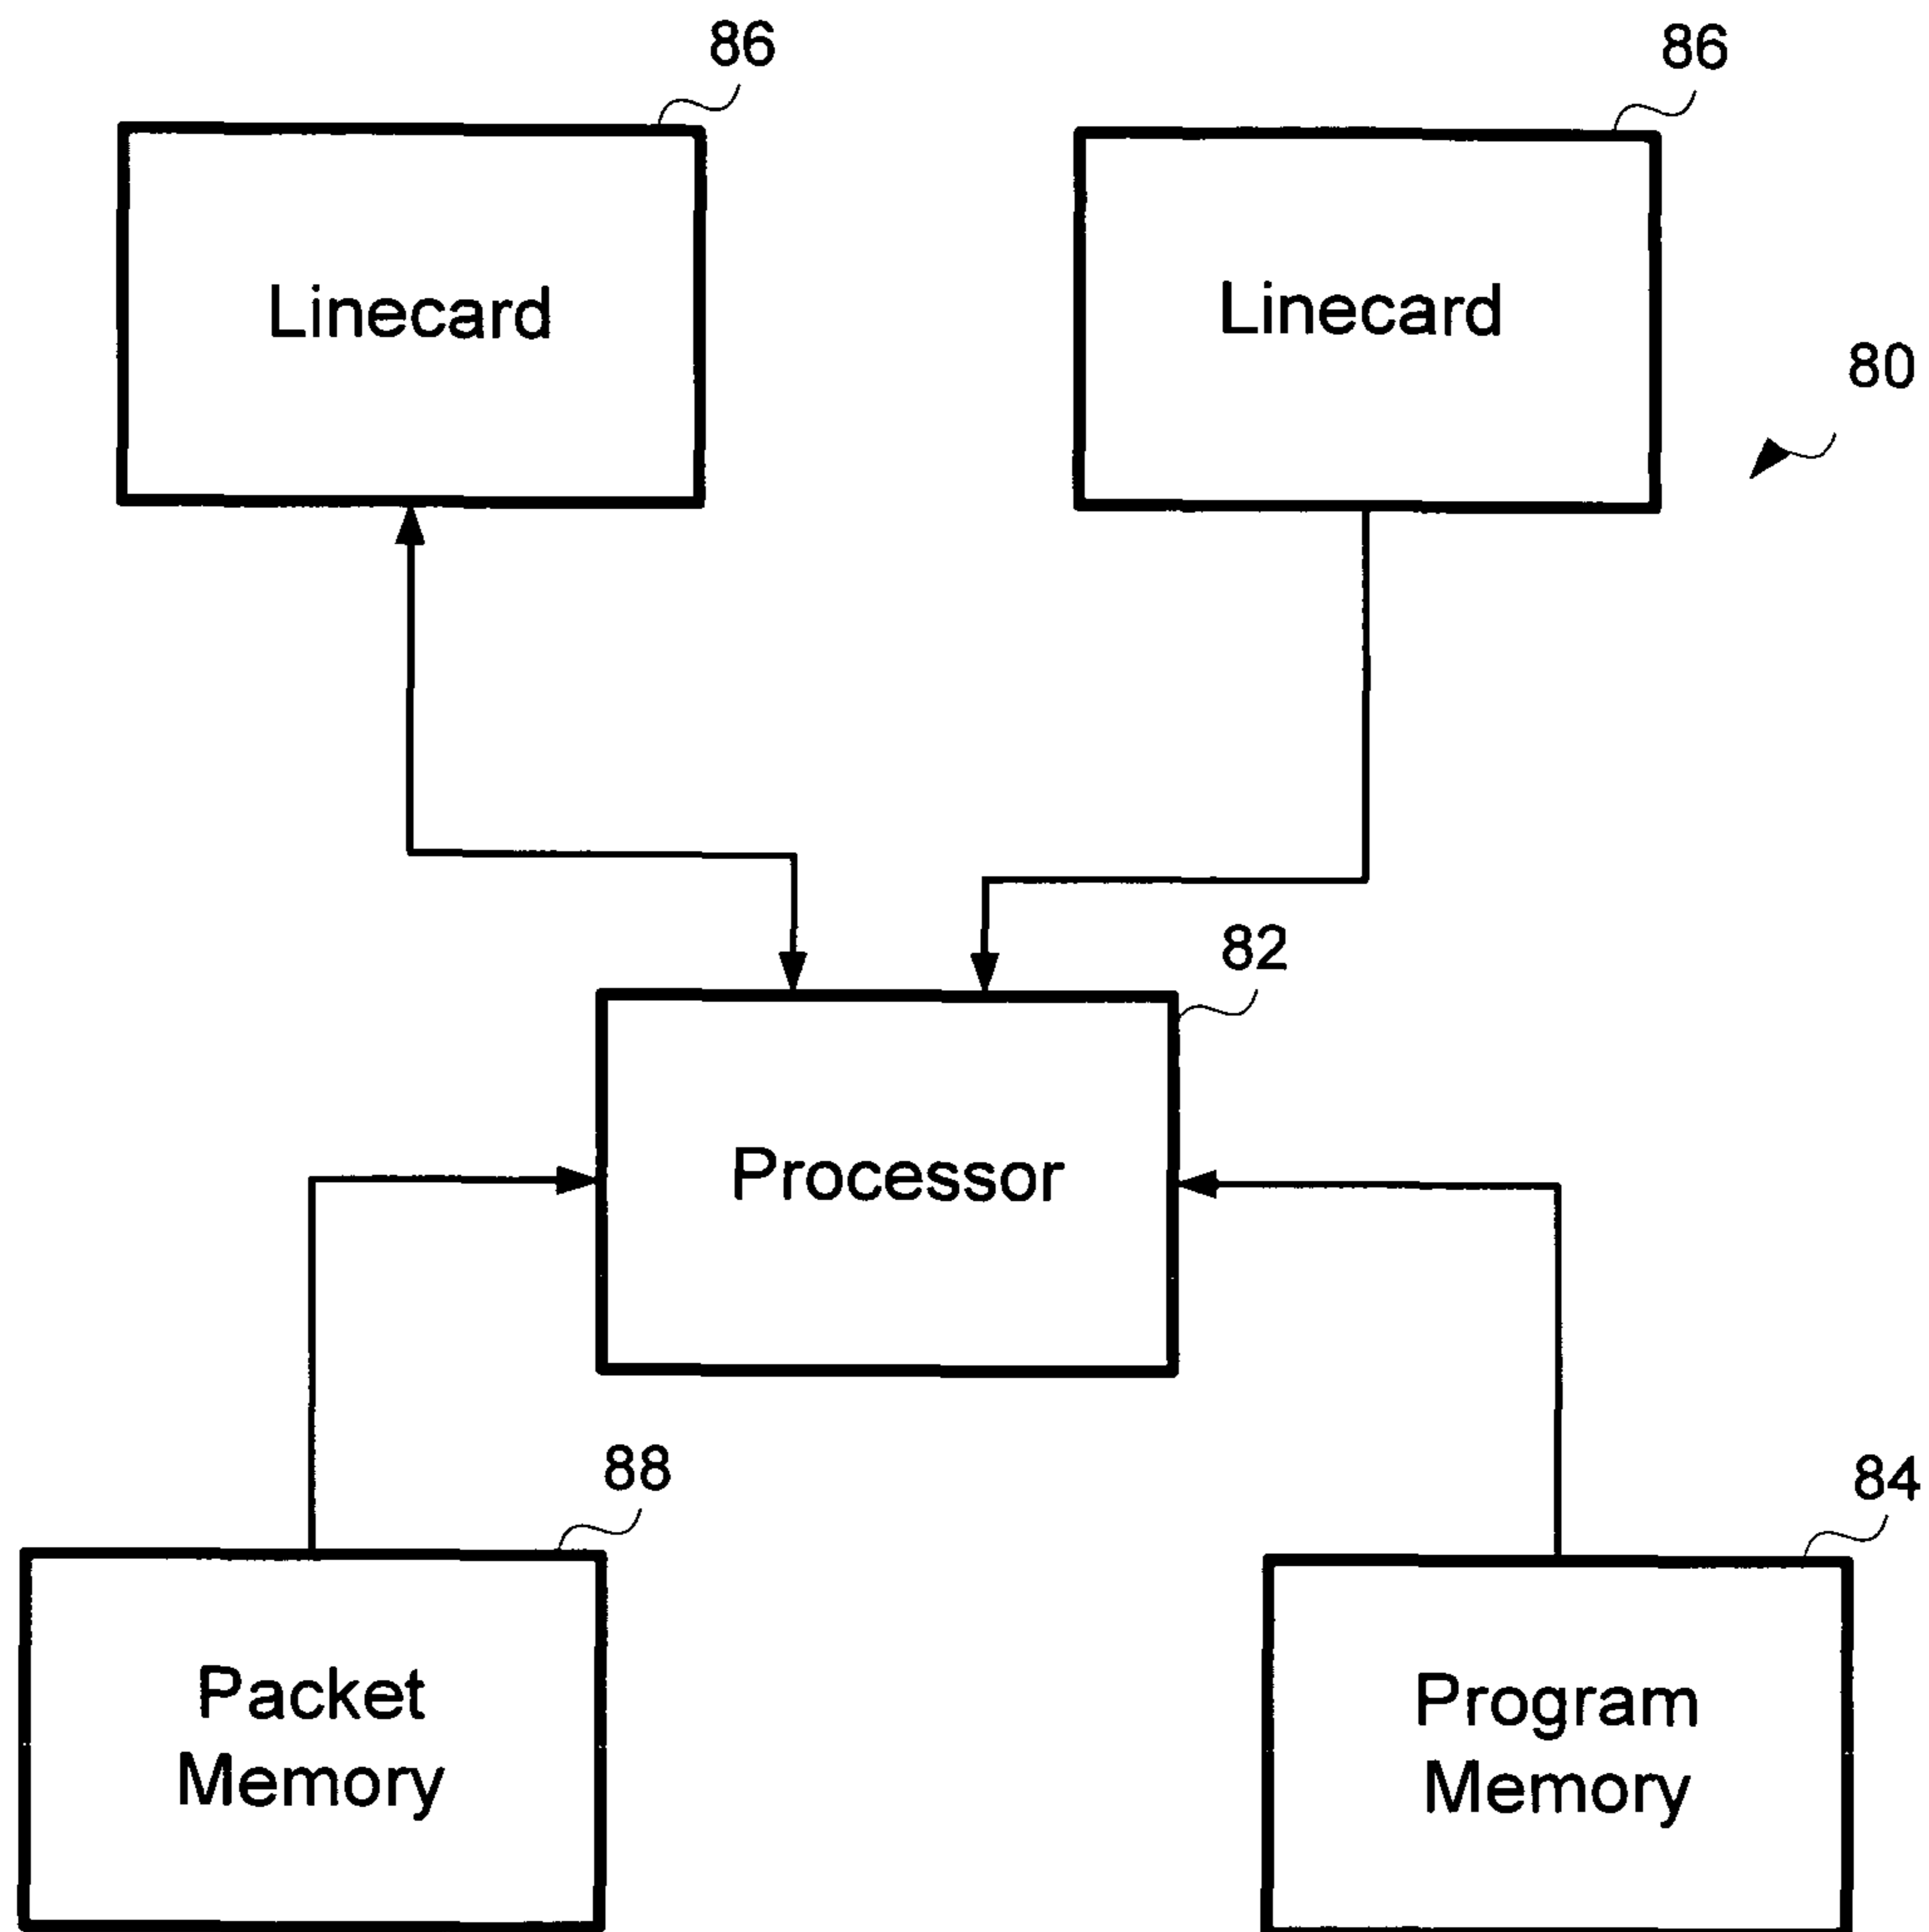 86
86
Linecard
Linecard
80
82
Processor
88
84
Packet
Memory
Program
Memory